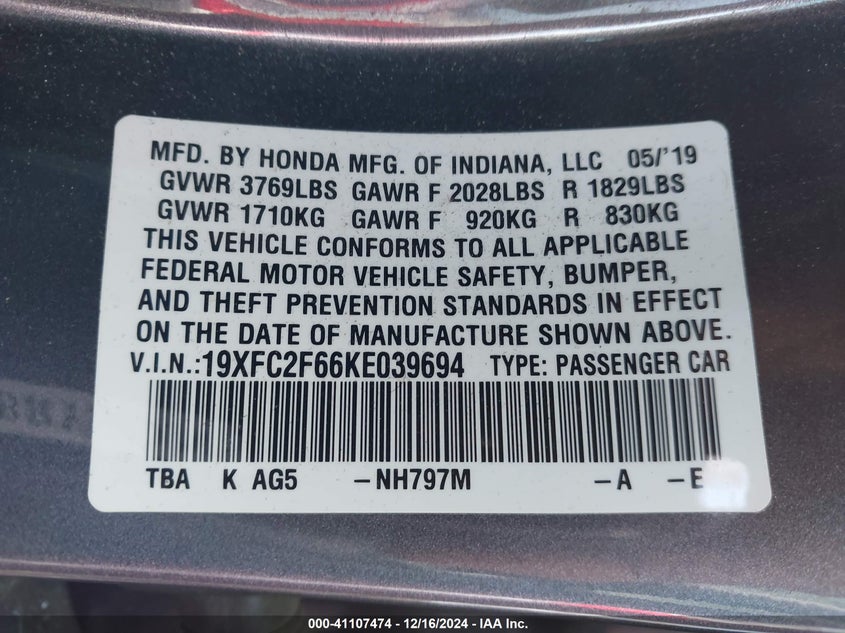 MFD. BY HONDA MFG. OF INDIANA, LLC 05/'19
GVWR 3769LBS GAWR F 2028LBS R 1829LBS
GVWR 1710KG GAWR F 920KG R 830KG
THIS VEHICLE CONFORMS TO ALL APPLICABLE
FEDERAL MOTOR VEHICLE SAFETY, BUMPER,
AND THEFT PREVENTION STANDARDS IN EFFECT
ON THE DATE OF MANUFACTURE SHOWN ABOVE.
V.I.N.:19XFC2F66KE039694 TYPE: PASSENGER CAR
TBA K AG5 -NH797M -A -E
000-41107474 / 12/16/2024 - IAA Inc.